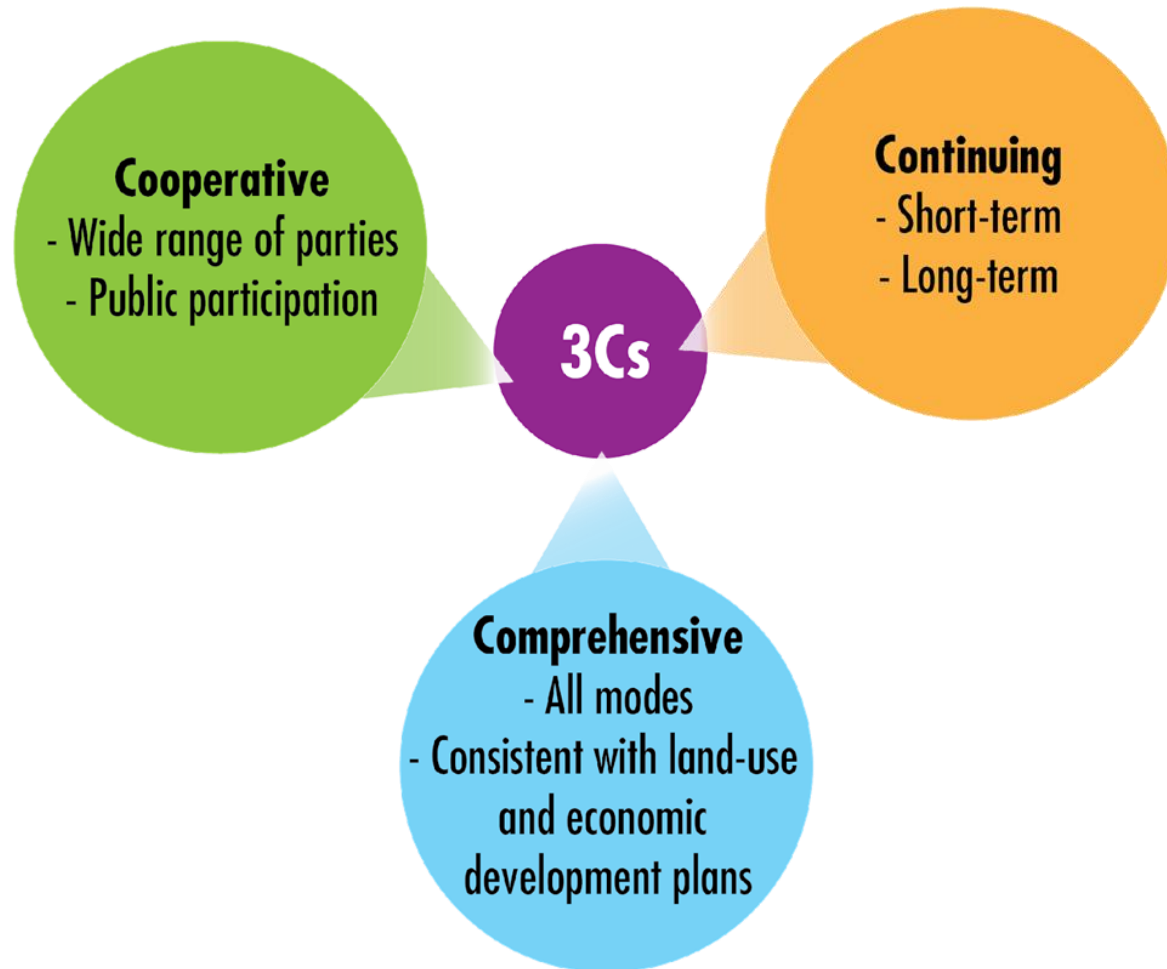 Cooperative
- Wide range of parties
- Public participation
Continuing
- Short-term
- Long-term
3Cs
Comprehensive
- All modes
- Consistent with land-use
and economic
development plans